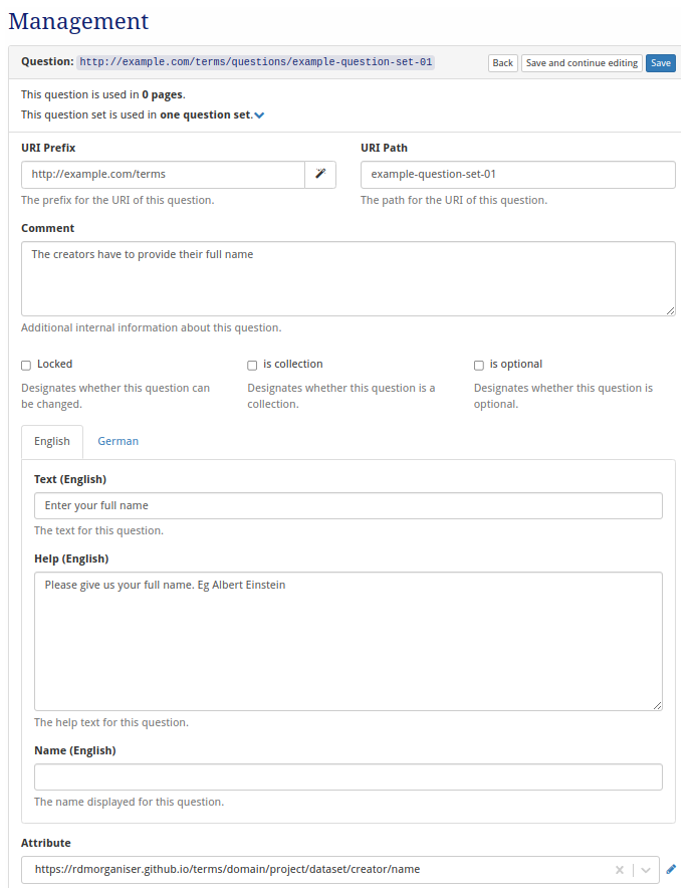 Management
Question: http://example.com/terms/questions/example-question-set-01 Back Save and continue editing Save
This question is used in 0 pages.
This question set is used in one question set.
URI Prefix URI Path
http://example.com/terms example-question-set-01
The prefix for the URI of this question. The path for the URI of this question.
Comment
The creators have to provide their full name
Additional internal information about this question.
Locked is collection is optional
Designates whether this question can Designates whether this question is a Designates whether this question is
be changed. collection. optional.
English German
Text (English)
Enter your full name
The text for this question.
Help (English)
Please give us your full name. Eg Albert Einstein
The help text for this question.
Name (English)
The name displayed for this question.
Attribute
https://rdmorganiser.github.io/terms/domain/project/dataset/creator/name